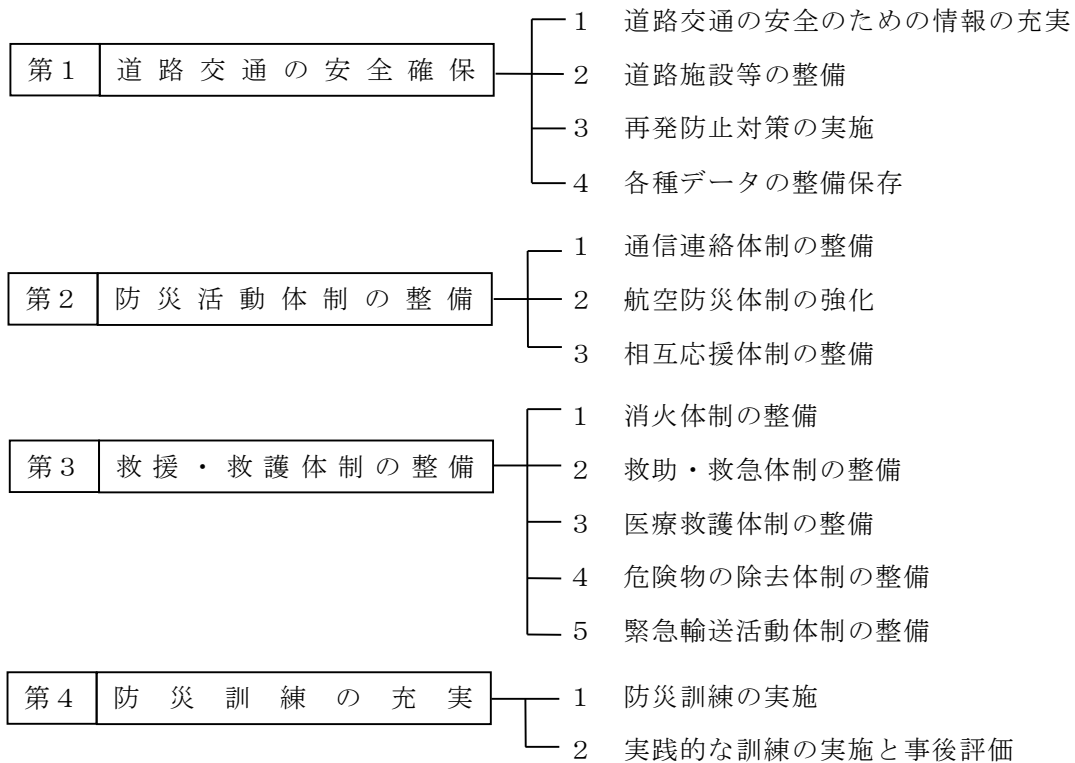 第１ 道路交通の安全確保
１ 道路交通の安全のための情報の充実
２ 道路施設等の整備
３ 再発防止対策の実施
４ 各種データの整備保存
第２ 防災活動体制の整備
１ 通信連絡体制の整備
２ 航空防災体制の強化
３ 相互応援体制の整備
第３ 救援・救護体制の整備
１ 消火体制の整備
２ 救助・救急体制の整備
３ 医療救護体制の整備
４ 危険物の除去体制の整備
５ 緊急輸送活動体制の整備
第４ 防災訓練の充実
１ 防災訓練の実施
２ 実践的な訓練の実施と事後評価